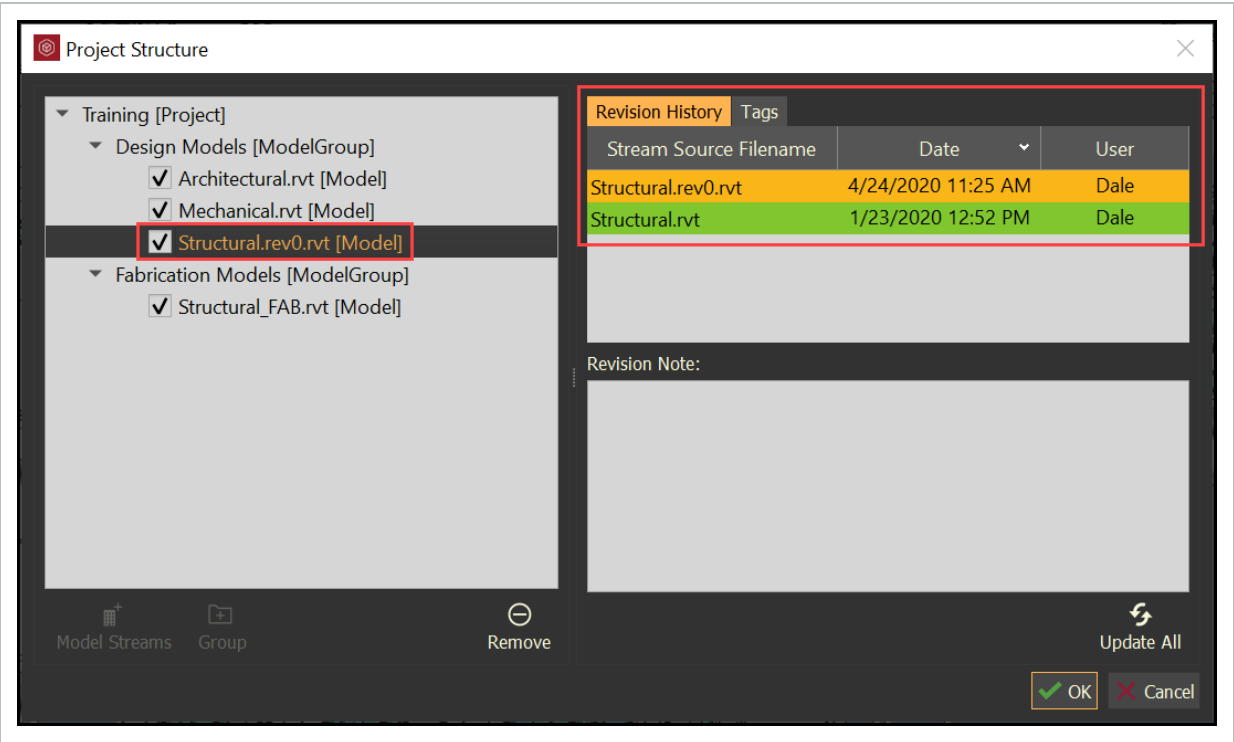 Project Structure
Training [Project]
Design Models [ModelGroup]
Architectural.rvt [Model]
Mechanical.rvt [Model]
Structural.rev0.rvt [Model]
Fabrication Models [ModelGroup]
Structural_FAB.rvt [Model]
Model Streams
Group
Remove
Revision History Tags
Stream Source Filename Date User
Structural.rev0.rvt 4/24/2020 11:25 AM Dale
Structural.rvt 1/23/2020 12:52 PM Dale
Revision Note:
Update All
OK Cancel